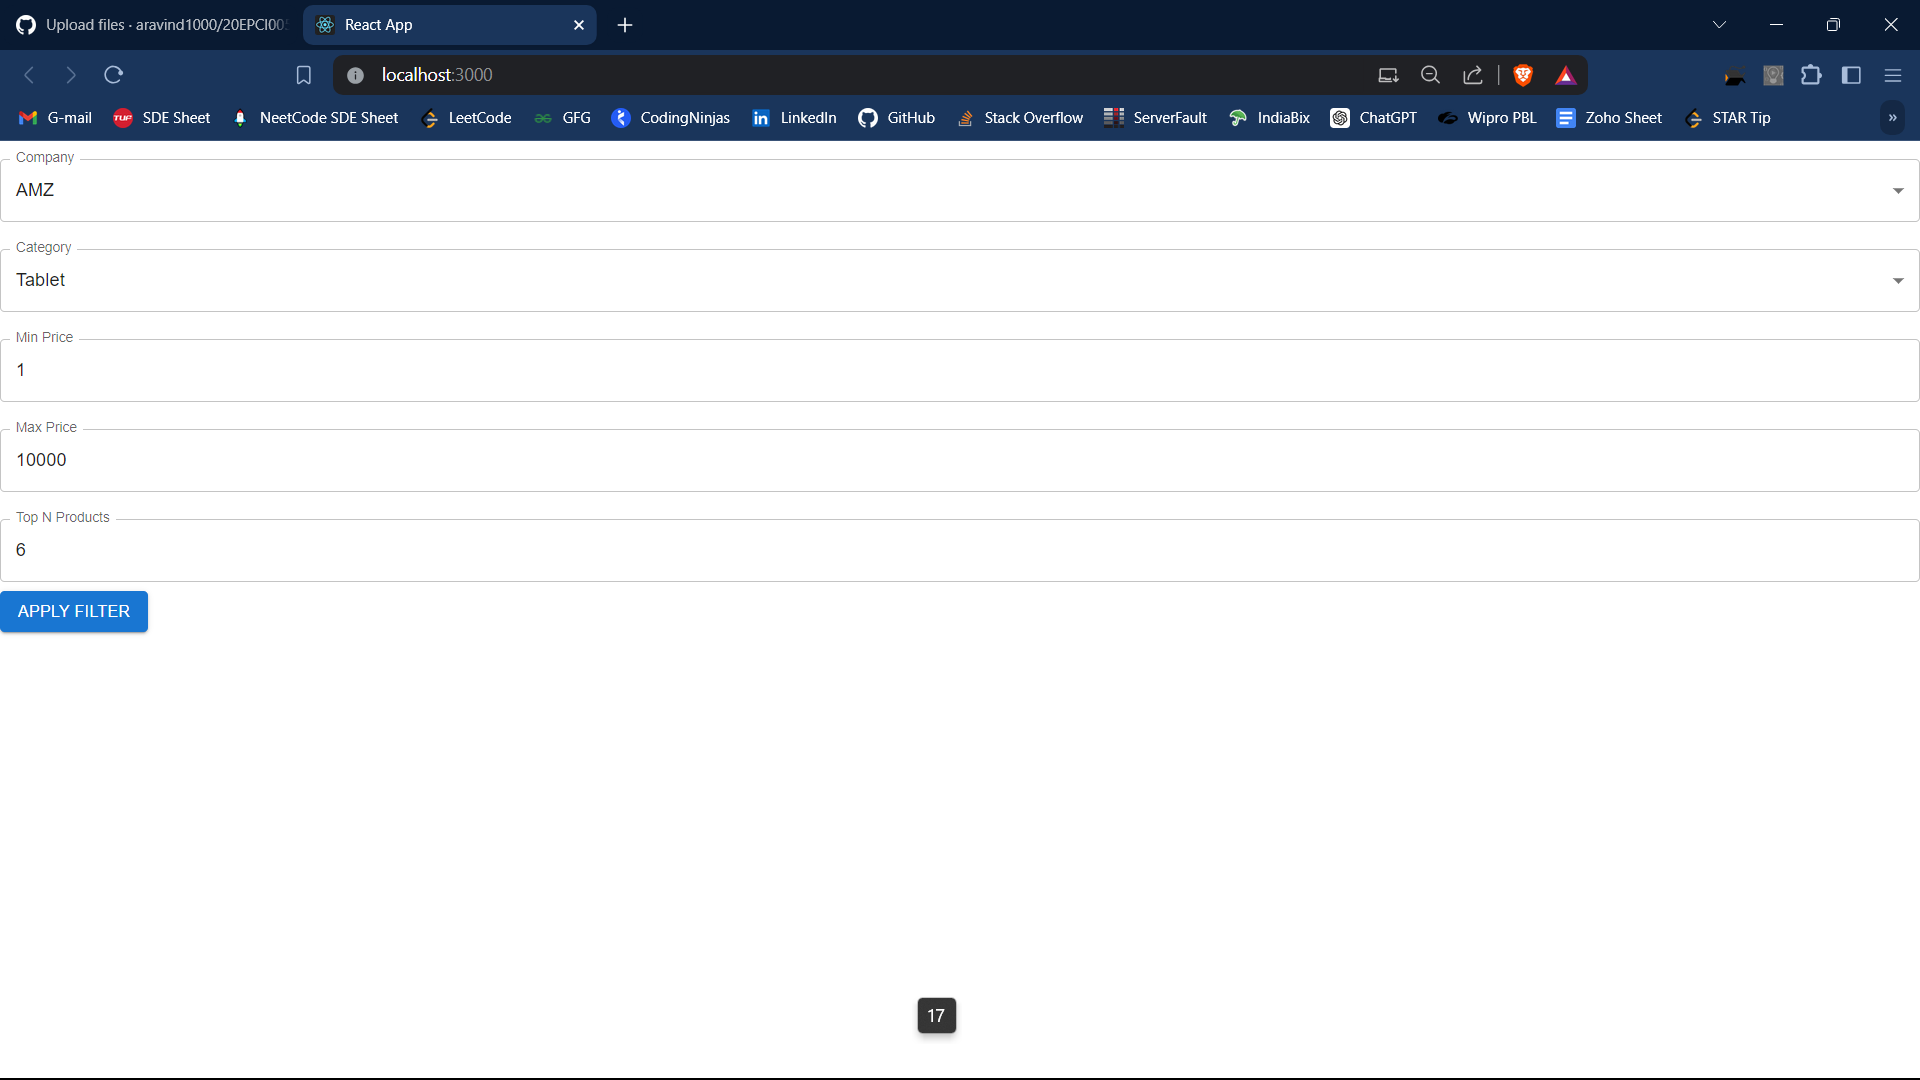 Upload files · aravind1000/20EPCI005
React App
localhost:3000
G-mail
TUF
SDE Sheet
NeetCode SDE Sheet
LeetCode
GFG
CodingNinjas
LinkedIn
GitHub
Stack Overflow
ServerFault
IndiaBix
ChatGPT
Wipro PBL
Zoho Sheet
STAR Tip
Company
AMZ
Category
Tablet
Min Price
1
Max Price
10000
Top N Products
6
APPLY FILTER
17